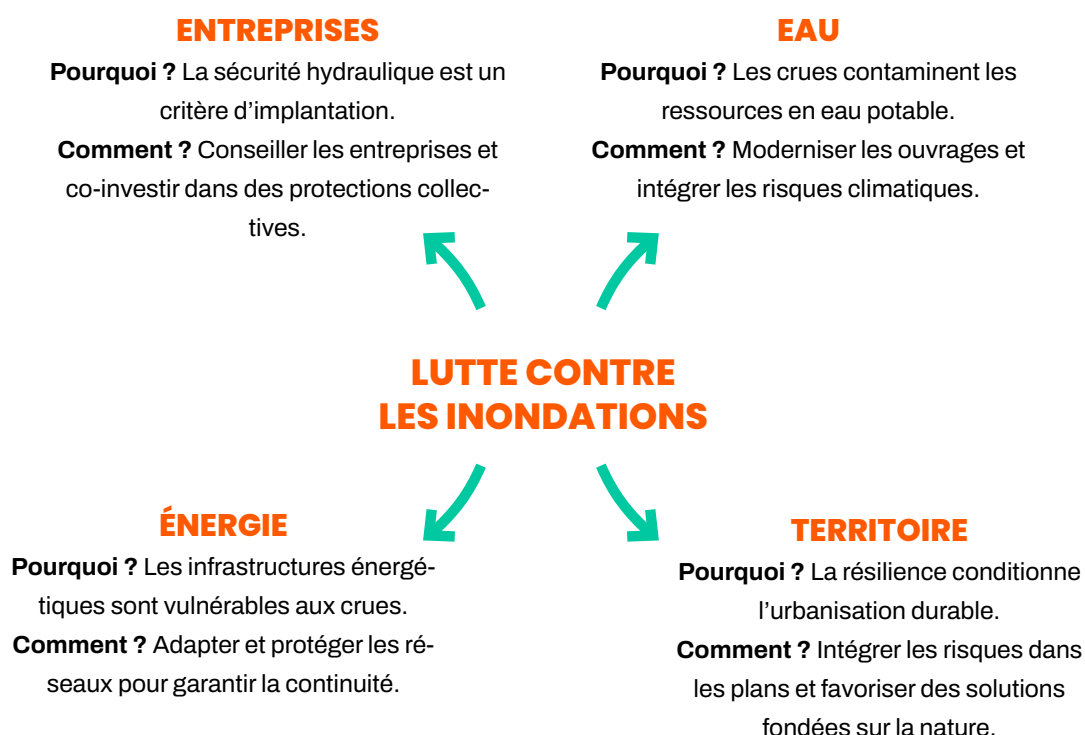 ENTREPRISES
Pourquoi ? La sécurité hydraulique est un
critère d’implantation.
Comment ? Conseiller les entreprises et
co-investir dans des protections collec-
tives.
EAU
Pourquoi ? Les crues contaminent les
ressources en eau potable.
Comment ? Moderniser les ouvrages et
intégrer les risques climatiques.
LUTTE CONTRE
LES INONDATIONS
ÉNERGIE
Pourquoi ? Les infrastructures énergé-
tiques sont vulnérables aux crues.
Comment ? Adapter et protéger les ré-
seaux pour garantir la continuité.
TERRITOIRE
Pourquoi ? La résilience conditionne
l’urbanisation durable.
Comment ? Intégrer les risques dans
les plans et favoriser des solutions
fondées sur la nature.